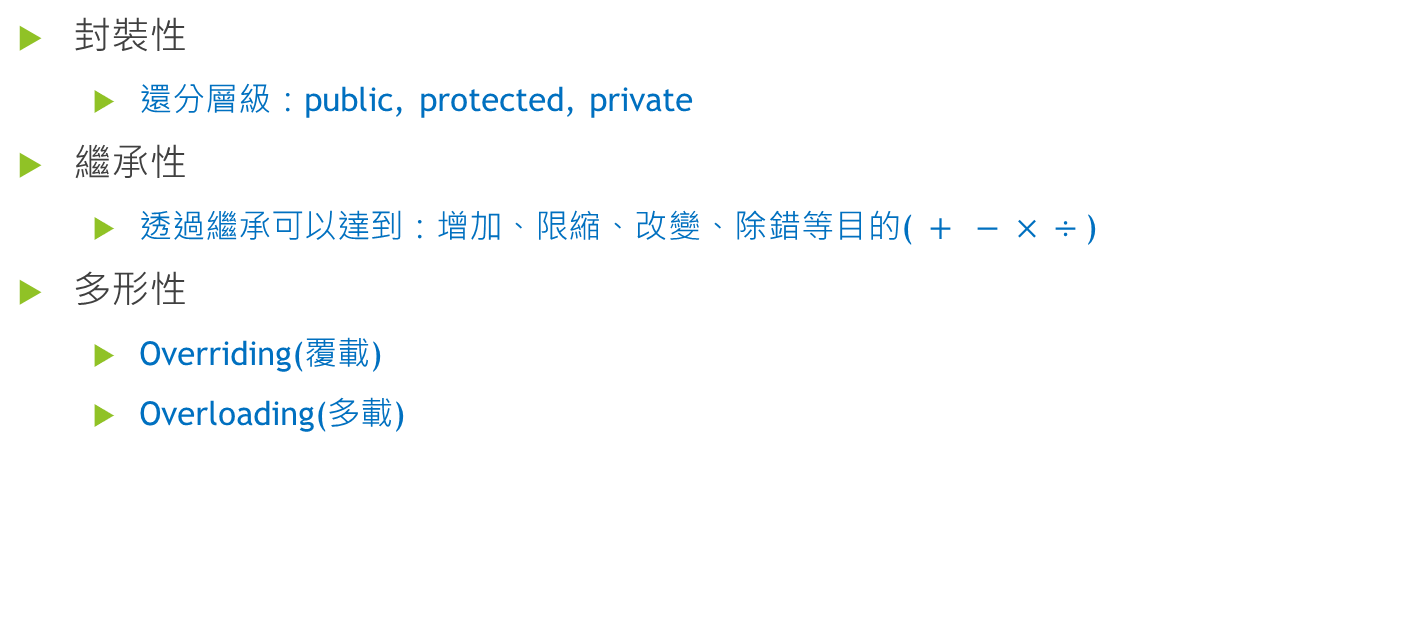 封裝性
還分層級：public, protected, private
繼承性
透過繼承可以達到：增加、限縮、改變、除錯等目的( ＋ － × ÷ )
多形性
Overriding(覆載)
Overloading(多載)